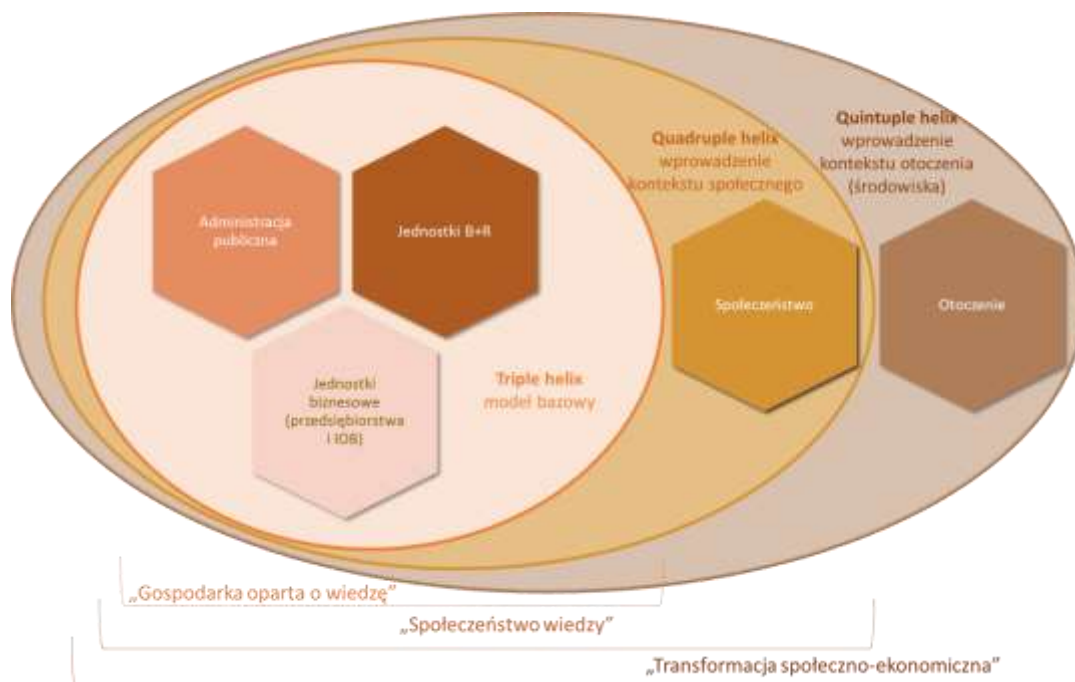 Administracja
publiczna
Jednostki B+R
Jednostki
biznesowe
(przedsiębiorstwa
i IOB)
Triple helix
model bazowy
Quadruple helix
wprowadzenie
kontekstu społecznego
Społeczeństwo
Quintuple helix
wprowadzenie
kontekstu otoczenia
(środowiska)
Otoczenie
„Gospodarka oparta o wiedzę”
„Społeczeństwo wiedzy”
„Transformacja społeczno-ekonomiczna”